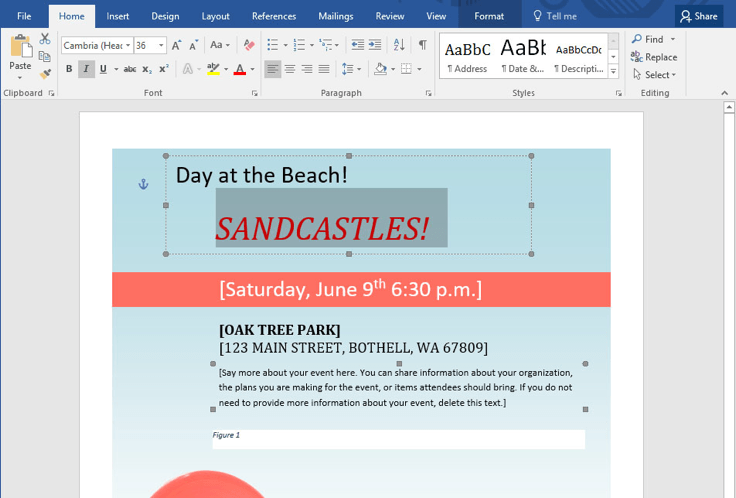 File Home Insert Design Layout References Mailings Review View Format Tell me Share
Cambria (Head 36 A A Aa A Find
AaBbC AaBb AaBbCcDc Replace
Paste B I U abc x₂ x² A ab A ¶ Address ¶ Date &... ¶ Descripti... Select
Clipboard Font Paragraph Styles Editing
Day at the Beach!
SANDCASTLES!
[Saturday, June 9th 6:30 p.m.]
[OAK TREE PARK]
[123 MAIN STREET, BOTHELL, WA 67809]
[Say more about your event here. You can share information about your organization,
the plans you are making for the event, or items attendees should bring. If you do not
need to provide more information about your event, delete this text.]
Figure 1